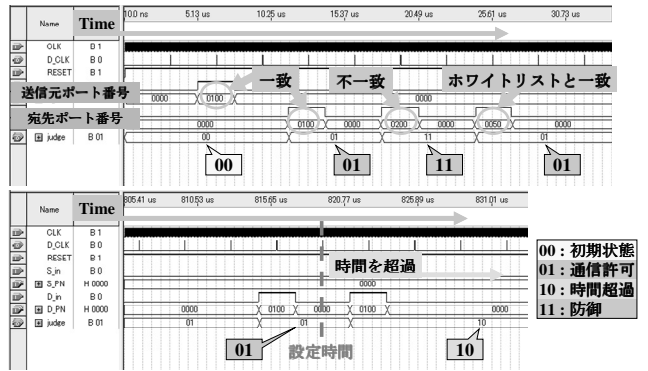 Name Time 10.0 ns 5.13 us 10.25 us 15.37 us 20.49 us 25.61 us 30.73 us
CLK B 1
D_CLK B 0
RESET B 1
一致 不一致 ホワイトリストと一致
送信元ポート番号 0000 0100 0000
宛先ポート番号 0000 0100 0000 0200 0000 0050 0000
judge B 01 00 01 11 01
00 01 11 01
Name Time 805.41 us 810.53 us 815.65 us 820.77 us 825.89 us 831.01 us
CLK B 1
D_CLK B 0
RESET B 1
S_in B 0
時間を超過
S_PN H 0000 0000
D_in B 0
D_PN H 0000 0000 0100 0000 0100 0000
judge B 01 01 01 10
01 設定時間 10
00：初期状態
01：通信許可
10：時間超過
11：防御